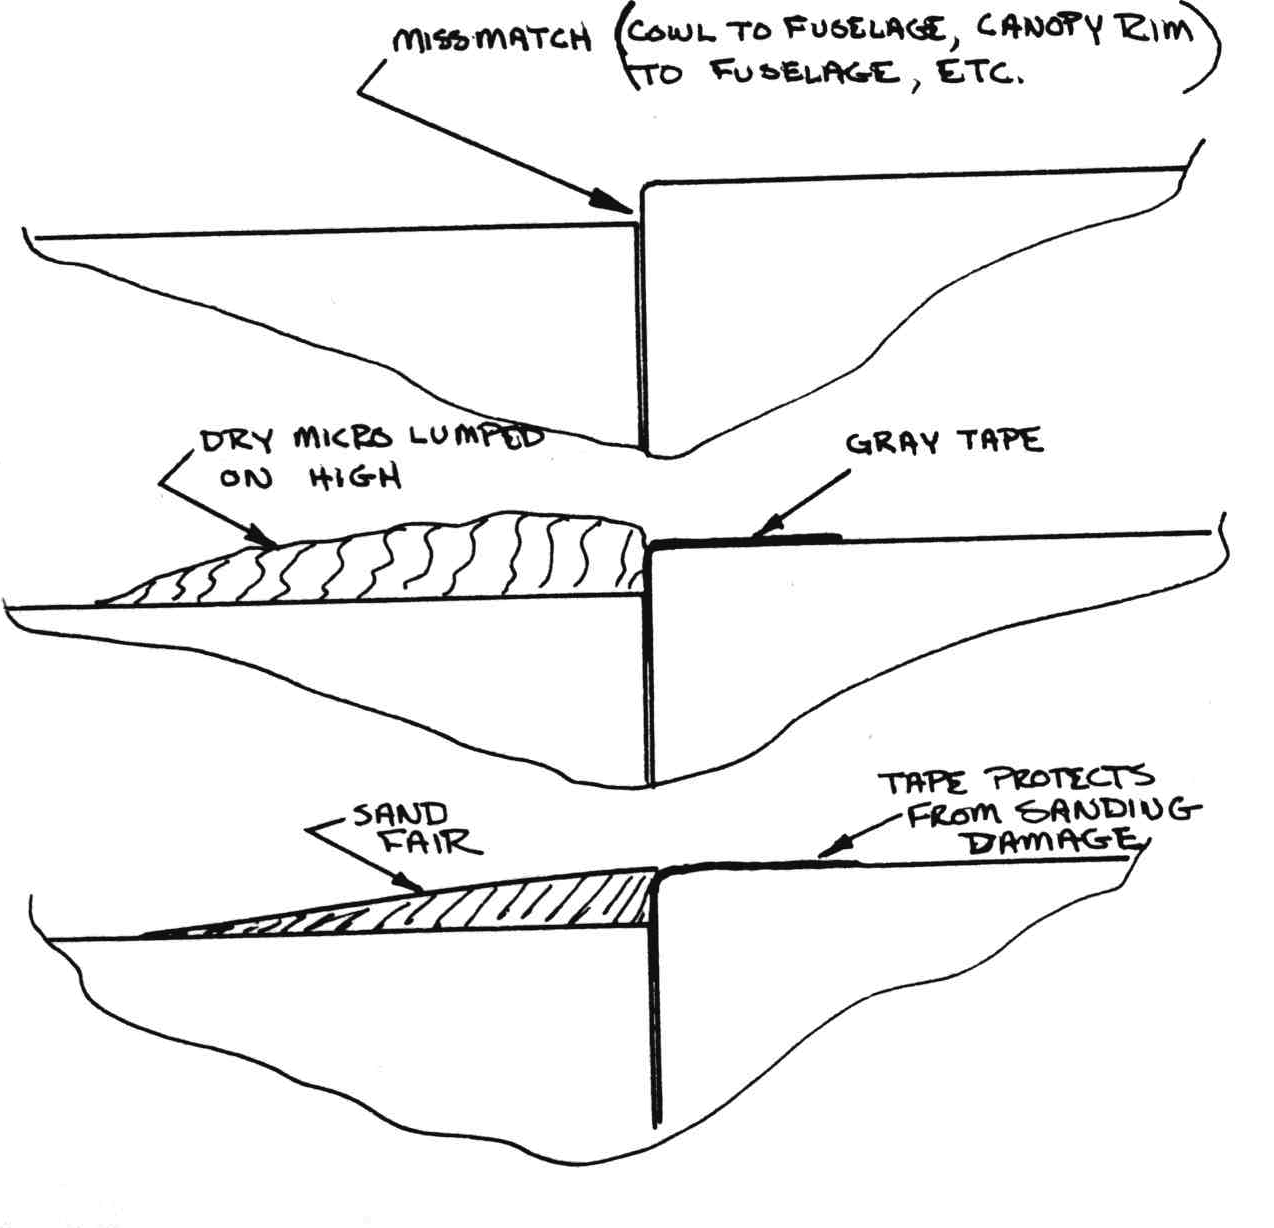 MISSMATCH (COWL TO FUSELAGE, CANOPY RIM
TO FUSELAGE, ETC.)
DRY MICRO LUMPED
ON HIGH
GRAY TAPE
SAND
FAIR
TAPE PROTECTS
FROM SANDING
DAMAGE